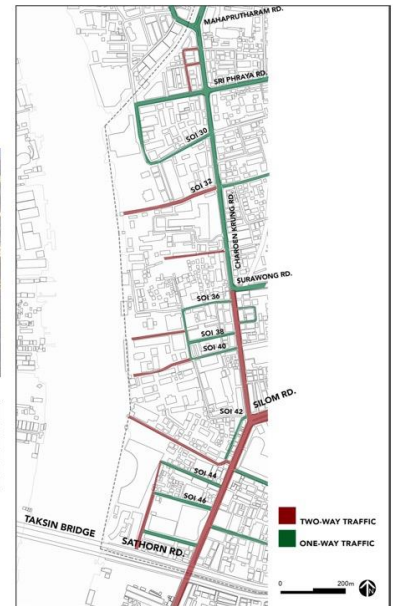 MAHAPRUTHARAM RD.
SRI PHRAYA RD.
SOI 30
SOI 32
CHAROEN KRUNG RD.
SURAWONG RD.
SOI 36
SOI 38
SOI 40
SILOM RD.
SOI 42
SOI 44
SOI 46
TAKSIN BRIDGE
SATHORN RD.
TWO-WAY TRAFFIC
ONE-WAY TRAFFIC
0 200m